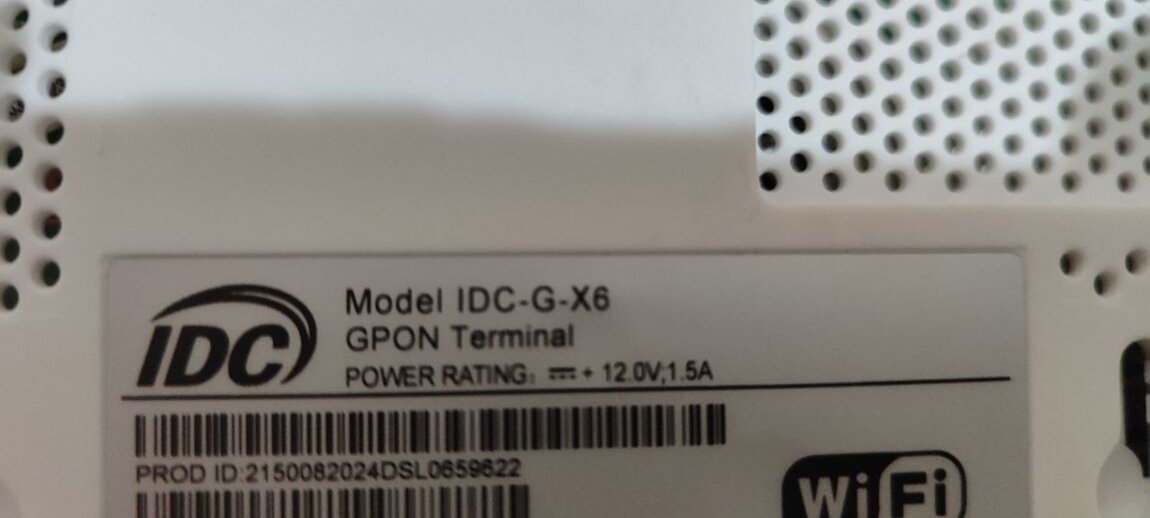 IDC
Model IDC-G-X6
GPON Terminal
POWER RATING: ⎓ + 12.0V,1.5A
PROD ID:2150082024DSL0659622
WiFi